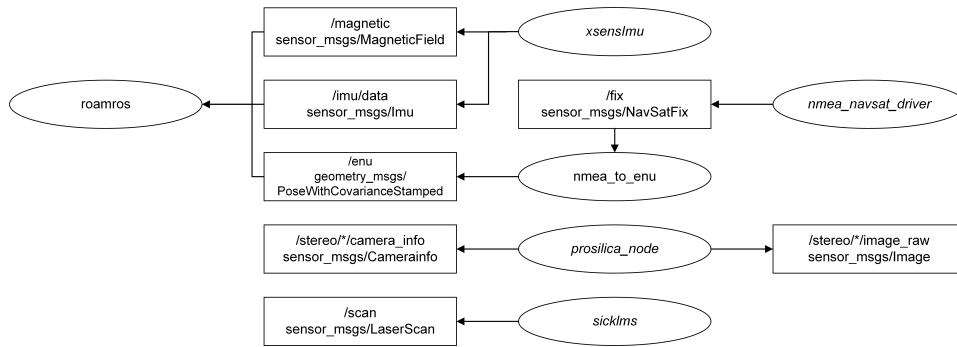 /magnetic
sensor_msgs/MagneticField
xsensImu
roamros
/imu/data
sensor_msgs/Imu
/fix
sensor_msgs/NavSatFix
nmea_navsat_driver
/enu
geometry_msgs/
PoseWithCovarianceStamped
nmea_to_enu
/stereo/*/camera_info
sensor_msgs/Camerainfo
prosilica_node
/stereo/*/image_raw
sensor_msgs/Image
/scan
sensor_msgs/LaserScan
sicklms